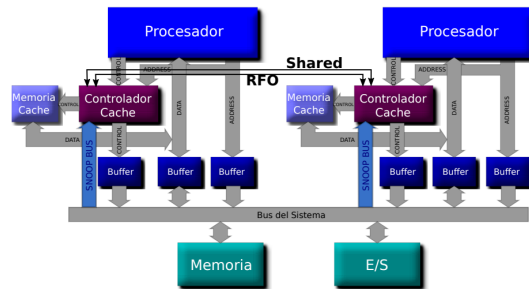 Procesador
Procesador
CONTROL
ADDRESS
Shared
RFO
CONTROL
ADDRESS
Memoria
Cache
CONTROL
Controlador
Cache
DATA
ADDRESS
Memoria
Cache
CONTROL
Controlador
Cache
DATA
ADDRESS
DATA
CONTROL
DATA
CONTROL
SNOOP BUS
Buffer
Buffer
Buffer
SNOOP BUS
Buffer
Buffer
Buffer
Bus del Sistema
Memoria
E/S